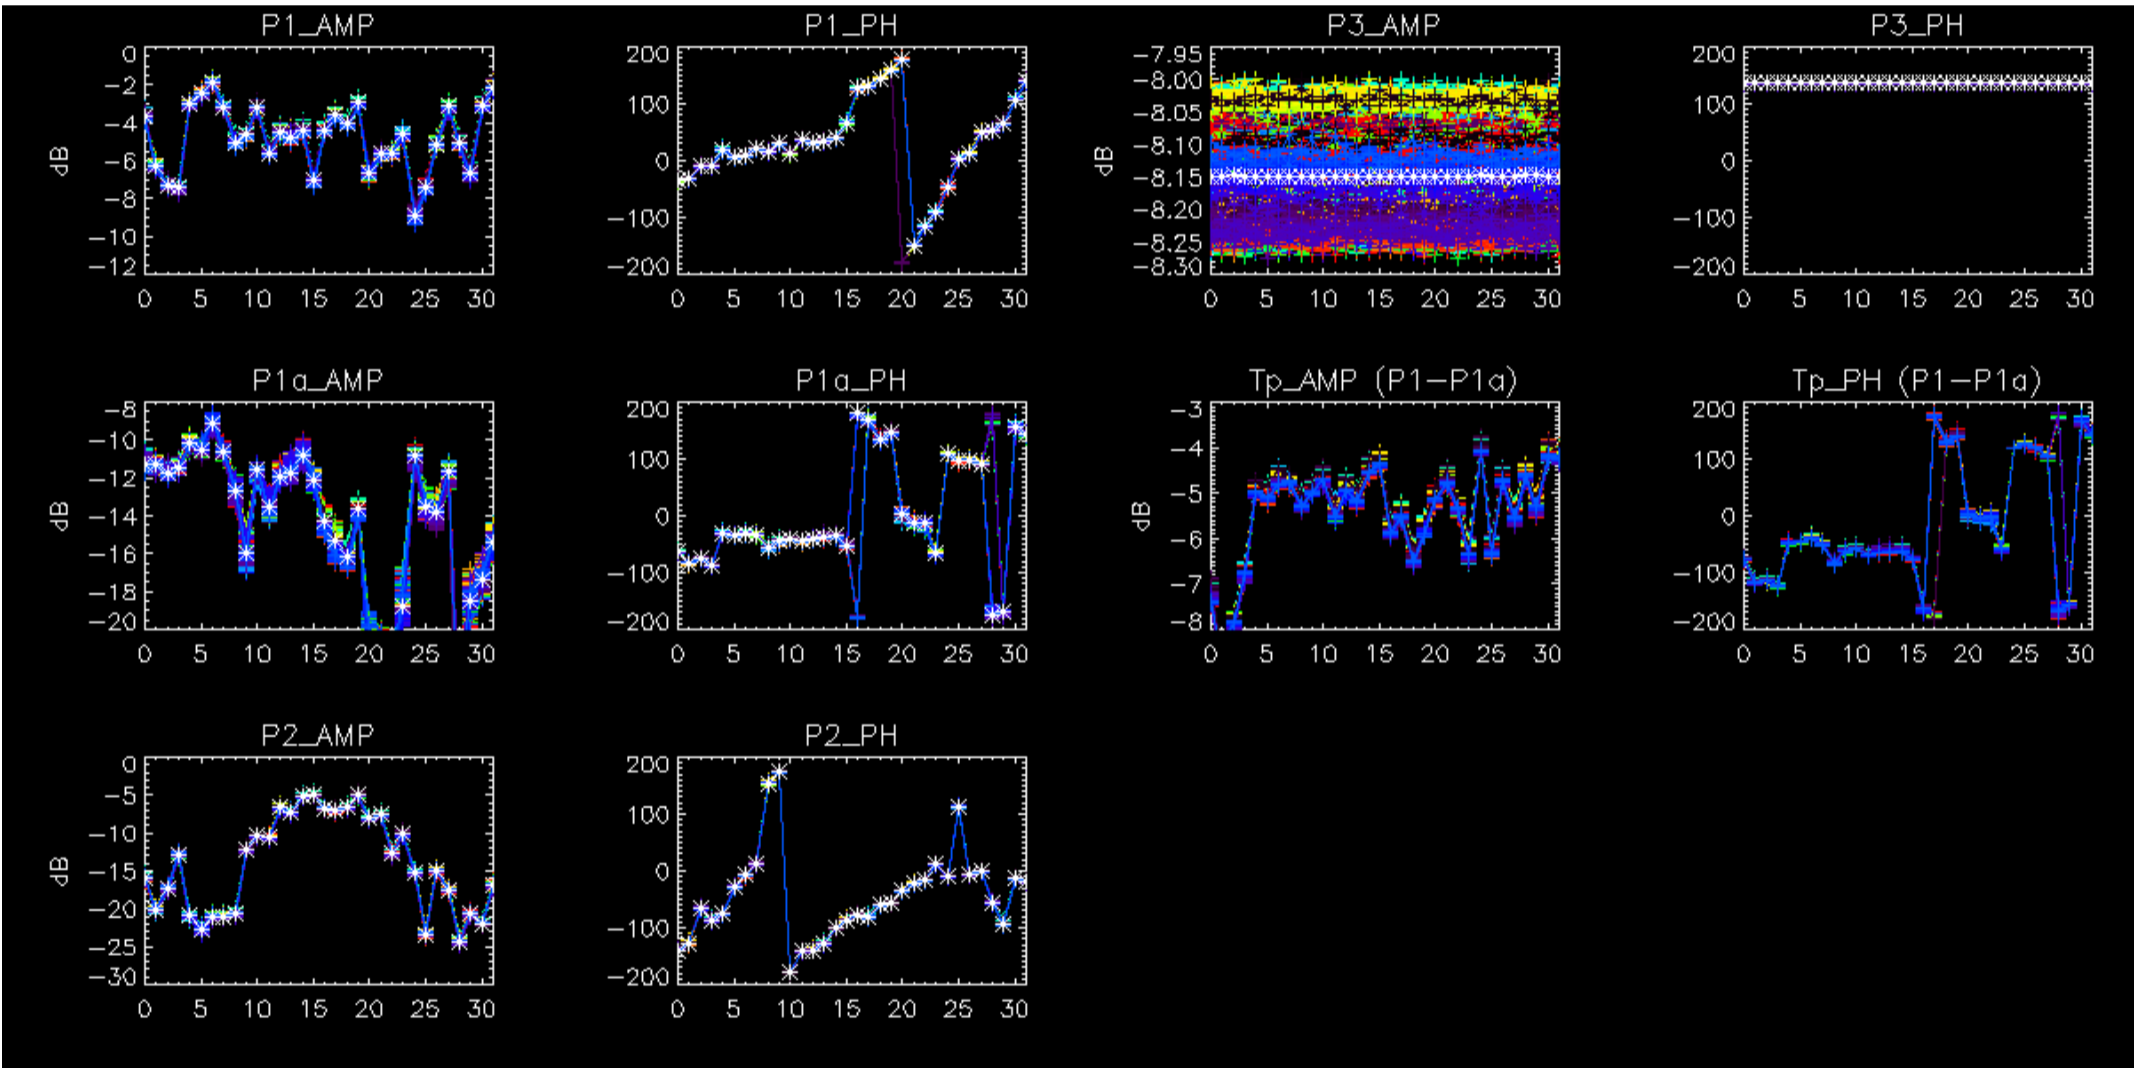 P1_AMP
P1_PH
P3_AMP
P3_PH
dB
0
-2
-4
-6
-8
-10
-12
0 5 10 15 20 25 30
200
100
0
-100
-200
0 5 10 15 20 25 30
dB
-7.95
-8.00
-8.05
-8.10
-8.15
-8.20
-8.25
-8.30
0 5 10 15 20 25 30
200
100
0
-100
-200
0 5 10 15 20 25 30
P1a_AMP
P1a_PH
Tp_AMP (P1-P1a)
Tp_PH (P1-P1a)
dB
-8
-10
-12
-14
-16
-18
-20
0 5 10 15 20 25 30
200
100
0
-100
-200
0 5 10 15 20 25 30
dB
-3
-4
-5
-6
-7
-8
0 5 10 15 20 25 30
200
100
0
-100
-200
0 5 10 15 20 25 30
P2_AMP
P2_PH
dB
0
-5
-10
-15
-20
-25
-30
0 5 10 15 20 25 30
200
100
0
-100
-200
0 5 10 15 20 25 30